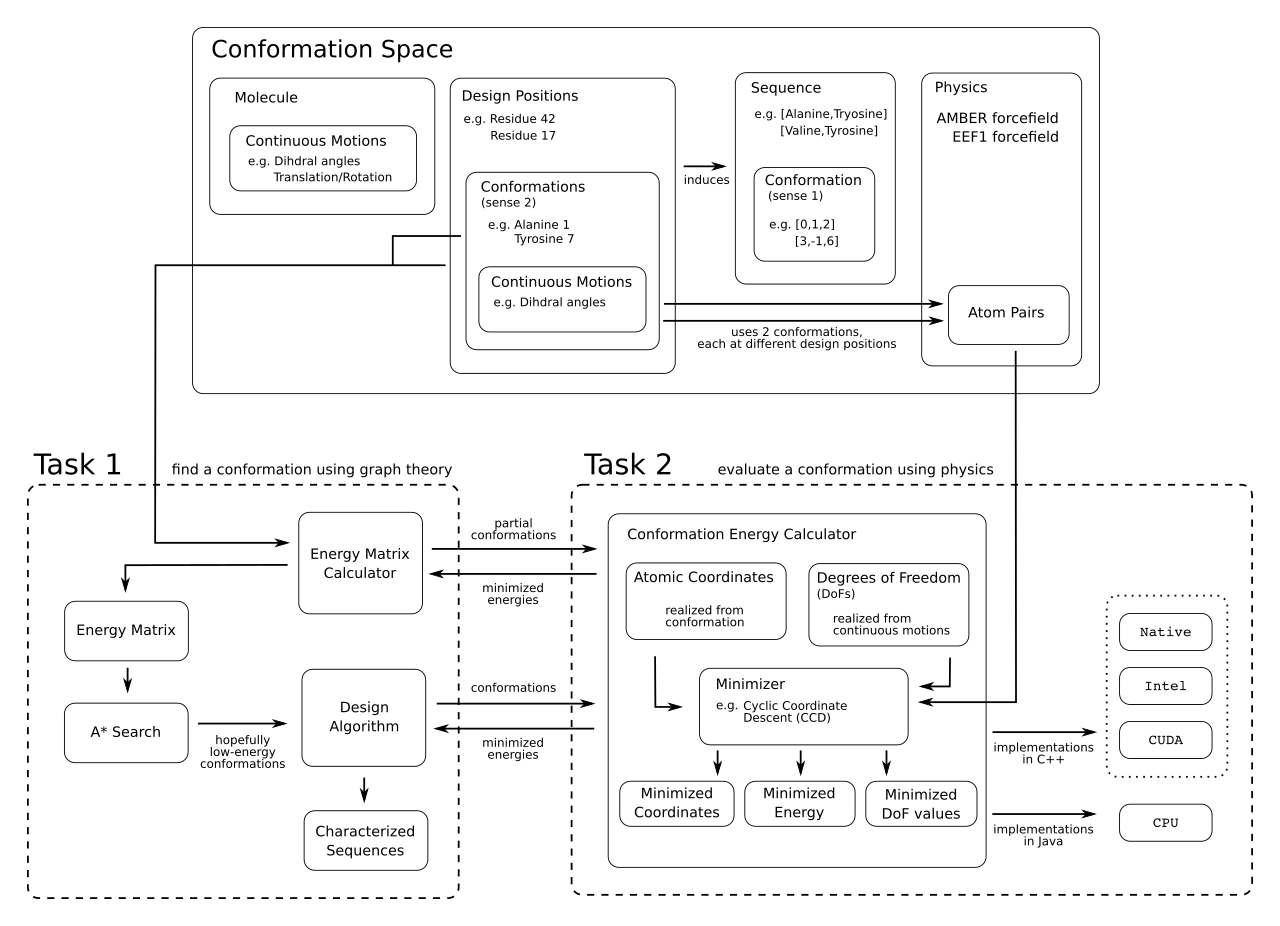 Conformation Space
Molecule
Continuous Motions
e.g. Dihdral angles
Translation/Rotation
Design Positions
e.g. Residue 42
Residue 17
Conformations
(sense 2)
e.g. Alanine 1
Tyrosine 7
Continuous Motions
e.g. Dihdral angles
induces
Sequence
e.g. [Alanine,Tryosine]
[Valine,Tyrosine]
Conformation
(sense 1)
e.g. [0,1,2]
[3,-1,6]
Physics
AMBER forcefield
EEF1 forcefield
Atom Pairs
uses 2 conformations,
each at different design positions
Task 1
find a conformation using graph theory
Energy Matrix
Calculator
Energy Matrix
A* Search
hopefully
low-energy
conformations
Design
Algorithm
Characterized
Sequences
partial
conformations
minimized
energies
conformations
minimized
energies
Task 2
evaluate a conformation using physics
Conformation Energy Calculator
Atomic Coordinates
realized from
conformation
Degrees of Freedom
(DoFs)
realized from
continuous motions
Minimizer
e.g. Cyclic Coordinate
Descent (CCD)
Minimized
Coordinates
Minimized
Energy
Minimized
DoF values
implementations
in C++
Native
Intel
CUDA
implementations
in Java
CPU